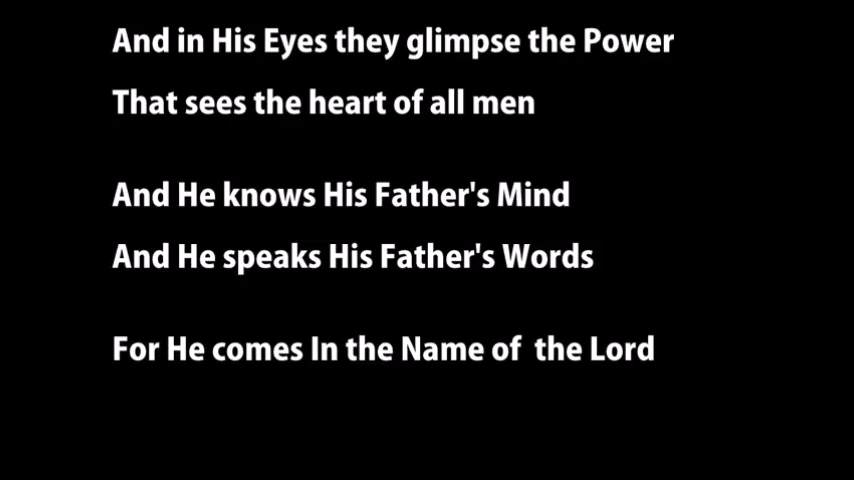 And in His Eyes they glimpse the Power
That sees the heart of all men
And He knows His Father's Mind
And He speaks His Father's Words
For He comes In the Name of  the Lord